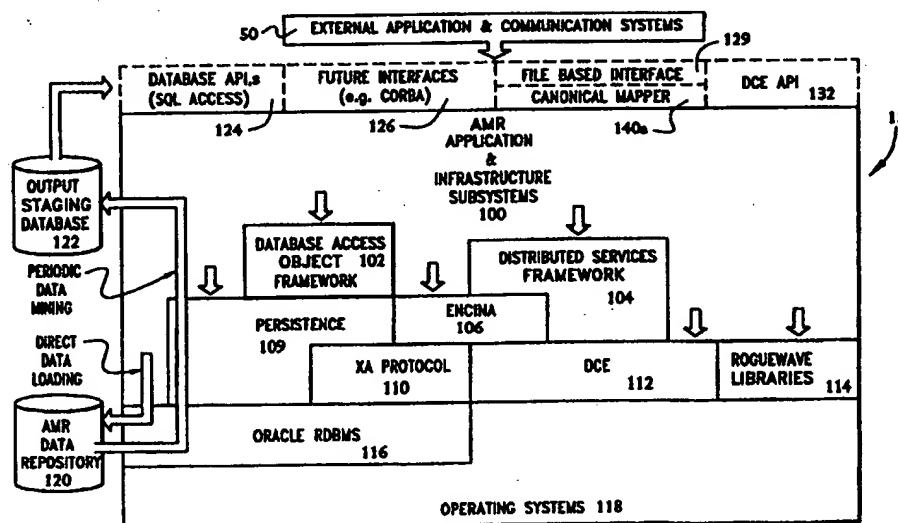 50
EXTERNAL APPLICATION & COMMUNICATION SYSTEMS
DATABASE API,s
(SQL ACCESS)
124
FUTURE INTERFACES
(e.g. CORBA)
126
FILE BASED INTERFACE
129
CANONICAL MAPPER
140a
DCE API
132
AMR
APPLICATION
&
INFRASTRUCTURE
SUBSYSTEMS
100
OUTPUT
STAGING
DATABASE
122
PERIODIC DATA
MINING
DIRECT
DATA
LOADING
AMR
DATA
REPOSITORY
120
DATABASE ACCESS
OBJECT 102
FRAMEWORK
DISTRIBUTED SERVICES
FRAMEWORK
104
PERSISTENCE
109
ENCINA
106
XA PROTOCOL
110
DCE
112
ROGUEWAVE
LIBRARIES
114
ORACLE RDBMS
116
OPERATING SYSTEMS 118